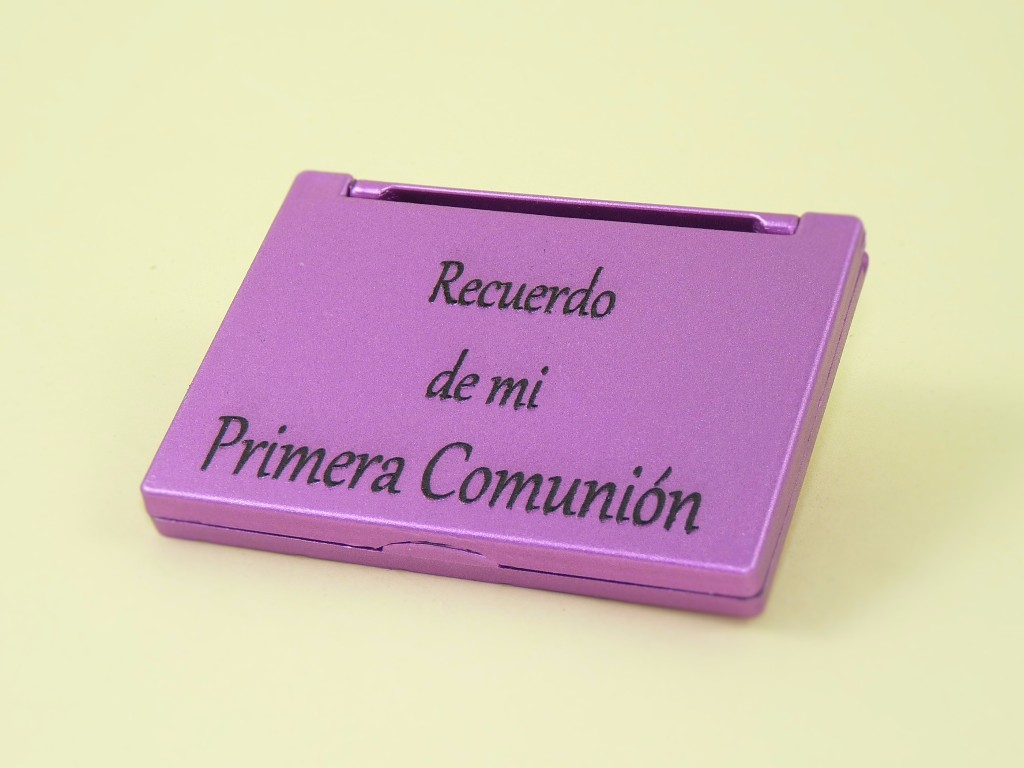 Recuerdo
de mi
Primera Comunión